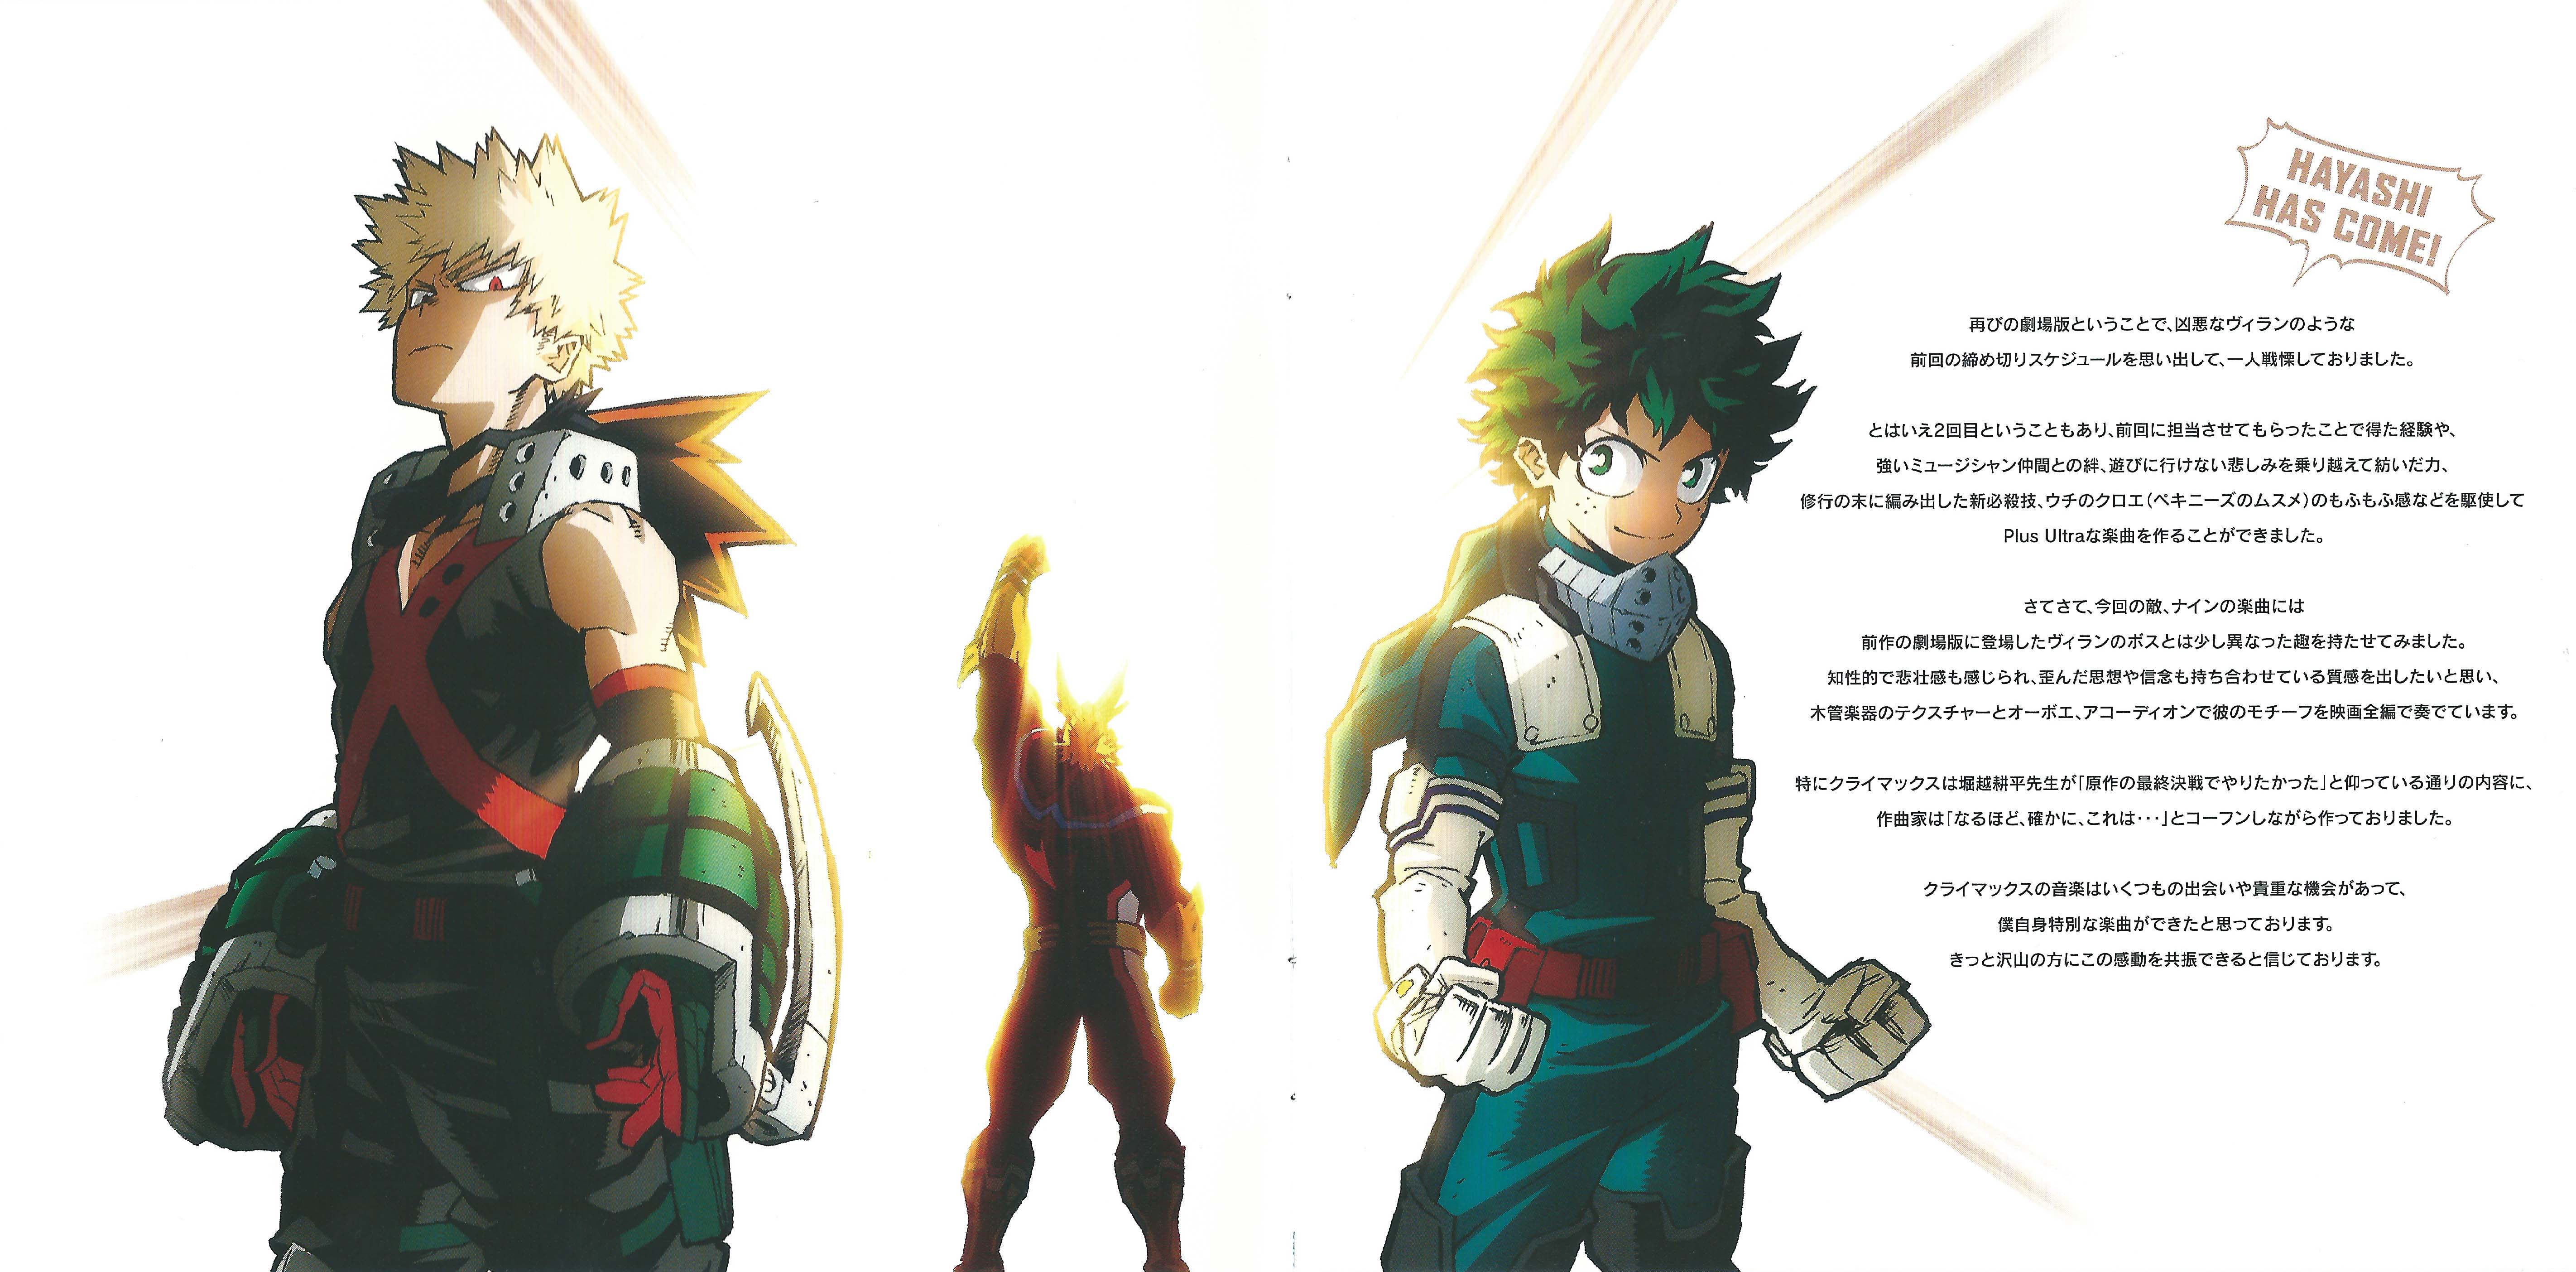 HAYASHI
HAS COME!
再びの劇場版ということで、凶悪なヴィランのような
前回の締め切りスケジュールを思い出して、一人戦慄しておりました。
とはいえ2回目ということもあり、前回に担当させてもらったことで得た経験や、
強いミュージシャン仲間との絆、遊びに行けない悲しみを乗り越えて紡いだ力、
修行の末に編み出した新必殺技、ウチのクロエ（ペキニーズのムスメ）のもふもふ感などを駆使して
Plus Ultraな楽曲を作ることができました。
さてさて、今回の敵、ナインの楽曲には
前作の劇場版に登場したヴィランのボスとは少し異なった趣を持たせてみました。
知性的で悲壮感も感じられ、歪んだ思想や信念も持ち合わせている質感を出したいと思い、
木管楽器のテクスチャーとオーボエ、アコーディオンで彼のモチーフを映画全編で奏でています。
特にクライマックスは堀越耕平先生が「原作の最終決戦でやりたかった」と仰っている通りの内容に、
作曲家は「なるほど、確かに、これは・・・」とコーフンしながら作っておりました。
クライマックスの音楽はいくつもの出会いや貴重な機会があって、
僕自身特別な楽曲ができたと思っております。
きっと沢山の方にこの感動を共振できると信じております。